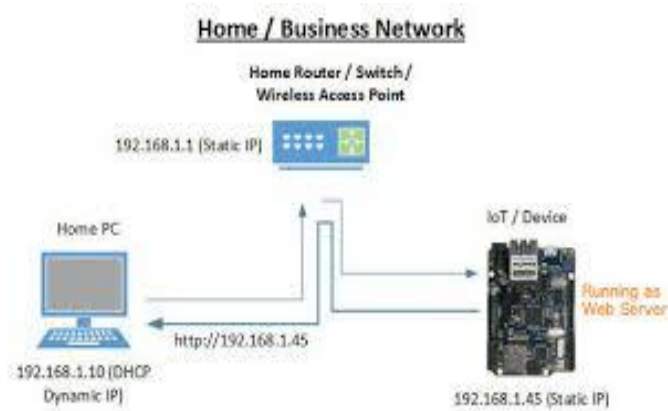 Home / Business Network
Home Router / Switch /
Wireless Access Point
192.168.1.1 (Static IP)
IoT / Device
Home PC
Running as
Web Server
http://192.168.1.45
192.168.1.10 (DHCP
Dynamic IP)
192.168.1.45 (Static IP)